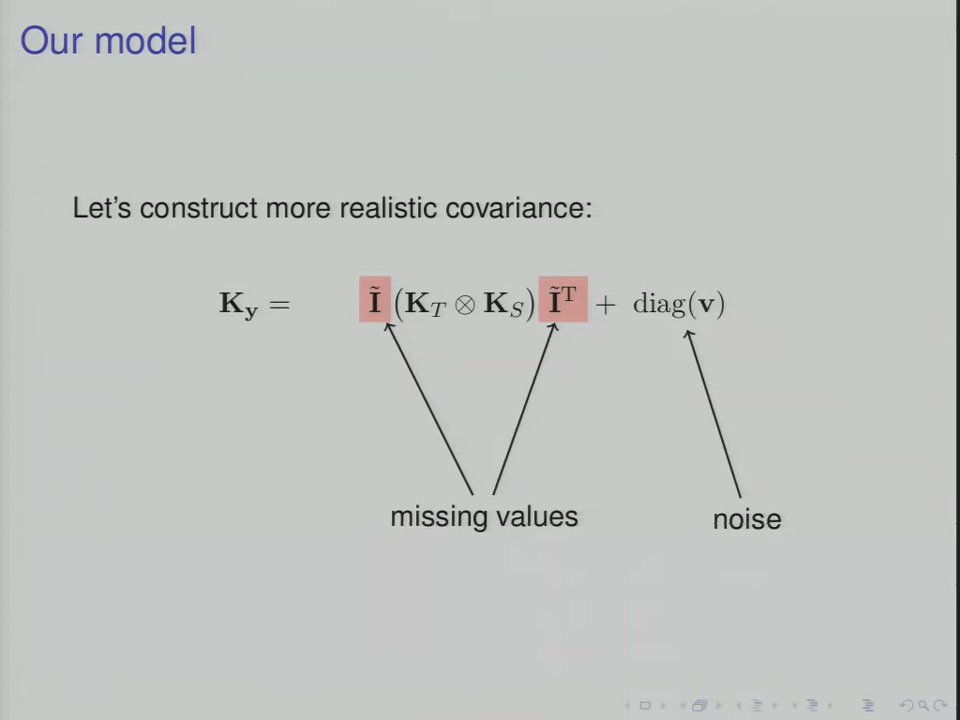 Our model
Let's construct more realistic covariance:
K_y = Ĩ (K_T ⊗ K_S) Ĩ^T + diag(v)
missing values
noise